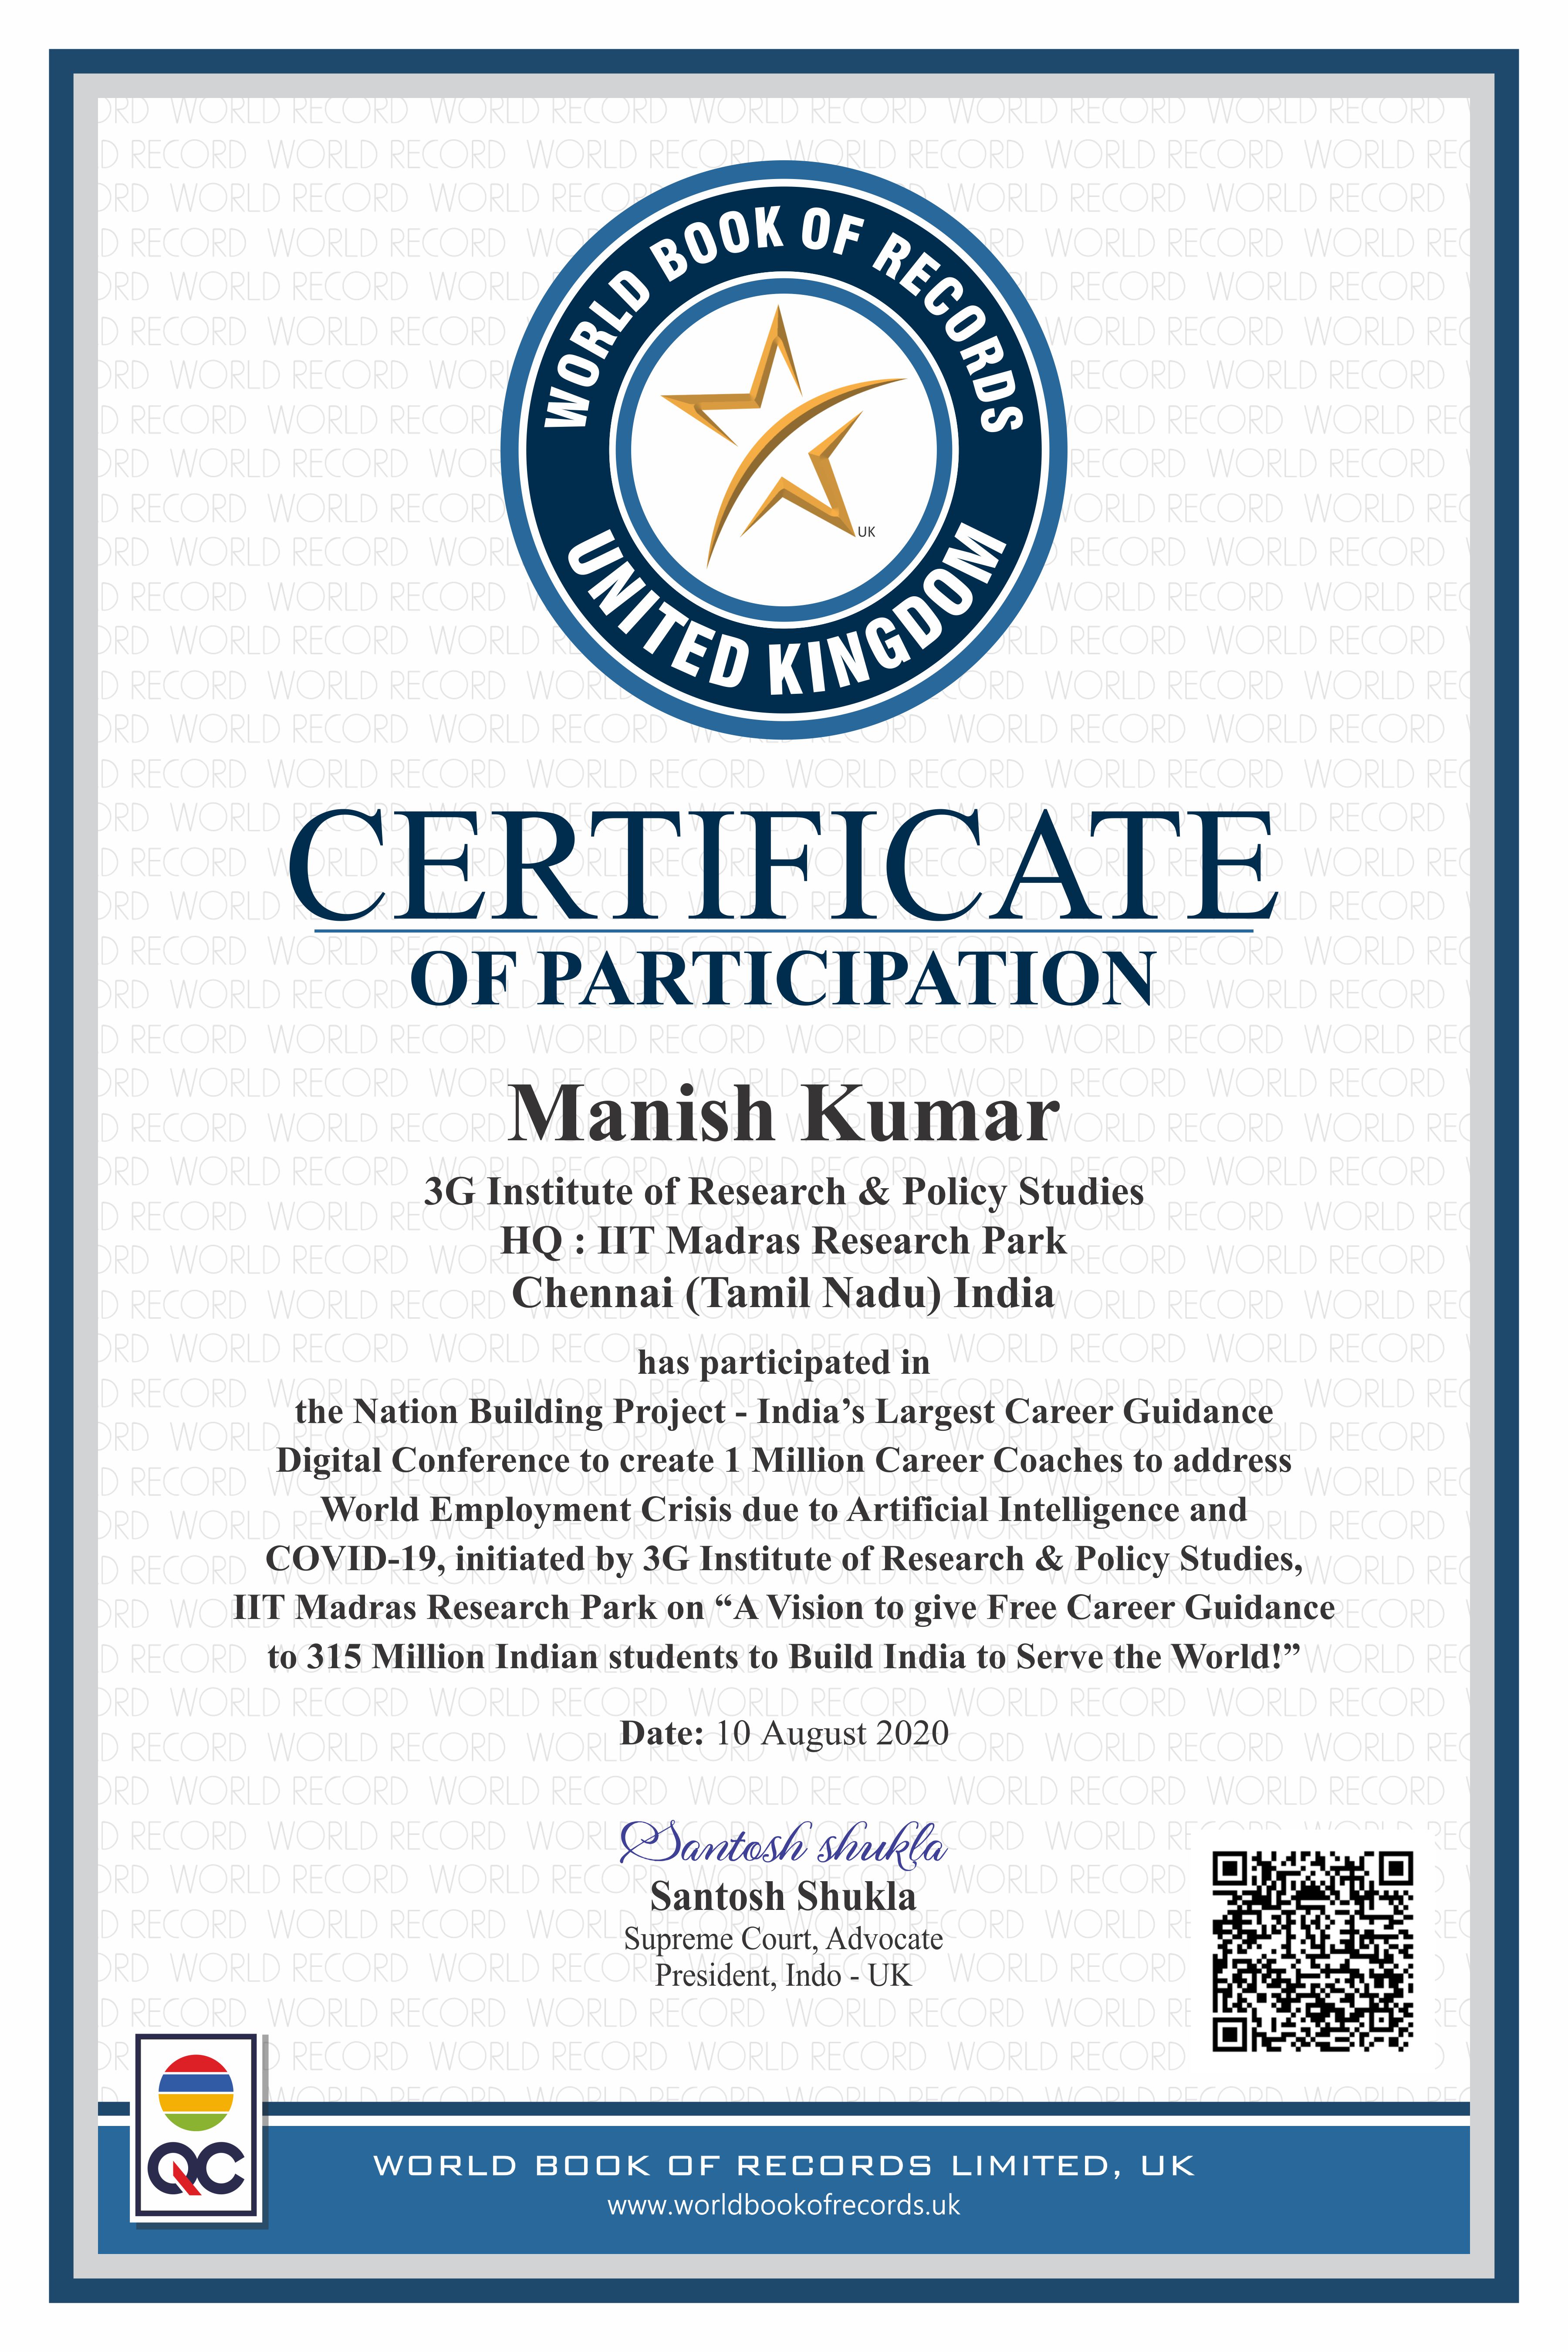 WORLD BOOK OF RECORDS
UK
UNITED KINGDOM
CERTIFICATE
OF PARTICIPATION
Manish Kumar
3G Institute of Research & Policy Studies
HQ : IIT Madras Research Park
Chennai (Tamil Nadu) India
has participated in
the Nation Building Project - India’s Largest Career Guidance
Digital Conference to create 1 Million Career Coaches to address
World Employment Crisis due to Artificial Intelligence and
COVID-19, initiated by 3G Institute of Research & Policy Studies,
IIT Madras Research Park on “A Vision to give Free Career Guidance
to 315 Million Indian students to Build India to Serve the World!”
Date: 10 August 2020
Santosh shukla
Santosh Shukla
Supreme Court, Advocate
President, Indo - UK
QC
WORLD BOOK OF RECORDS LIMITED, UK
www.worldbookofrecords.uk